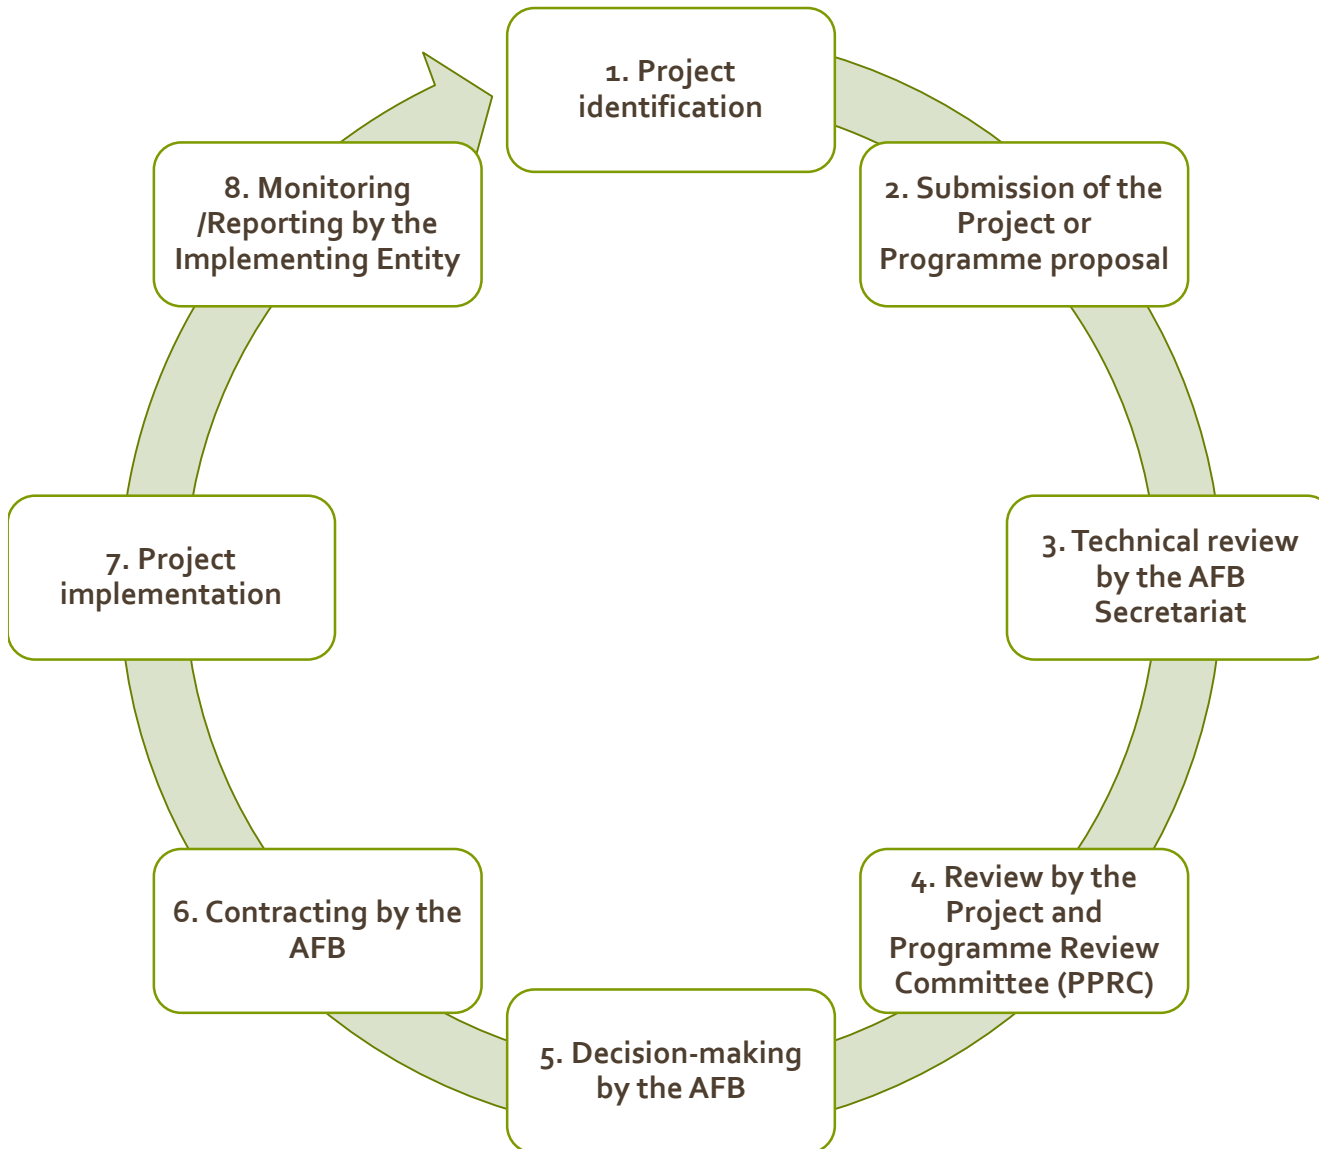 1. Project
identification
2. Submission of the
Project or
Programme proposal
3. Technical review
by the AFB
Secretariat
4. Review by the
Project and
Programme Review
Committee (PPRC)
5. Decision-making
by the AFB
6. Contracting by the
AFB
7. Project
implementation
8. Monitoring
/Reporting by the
Implementing Entity